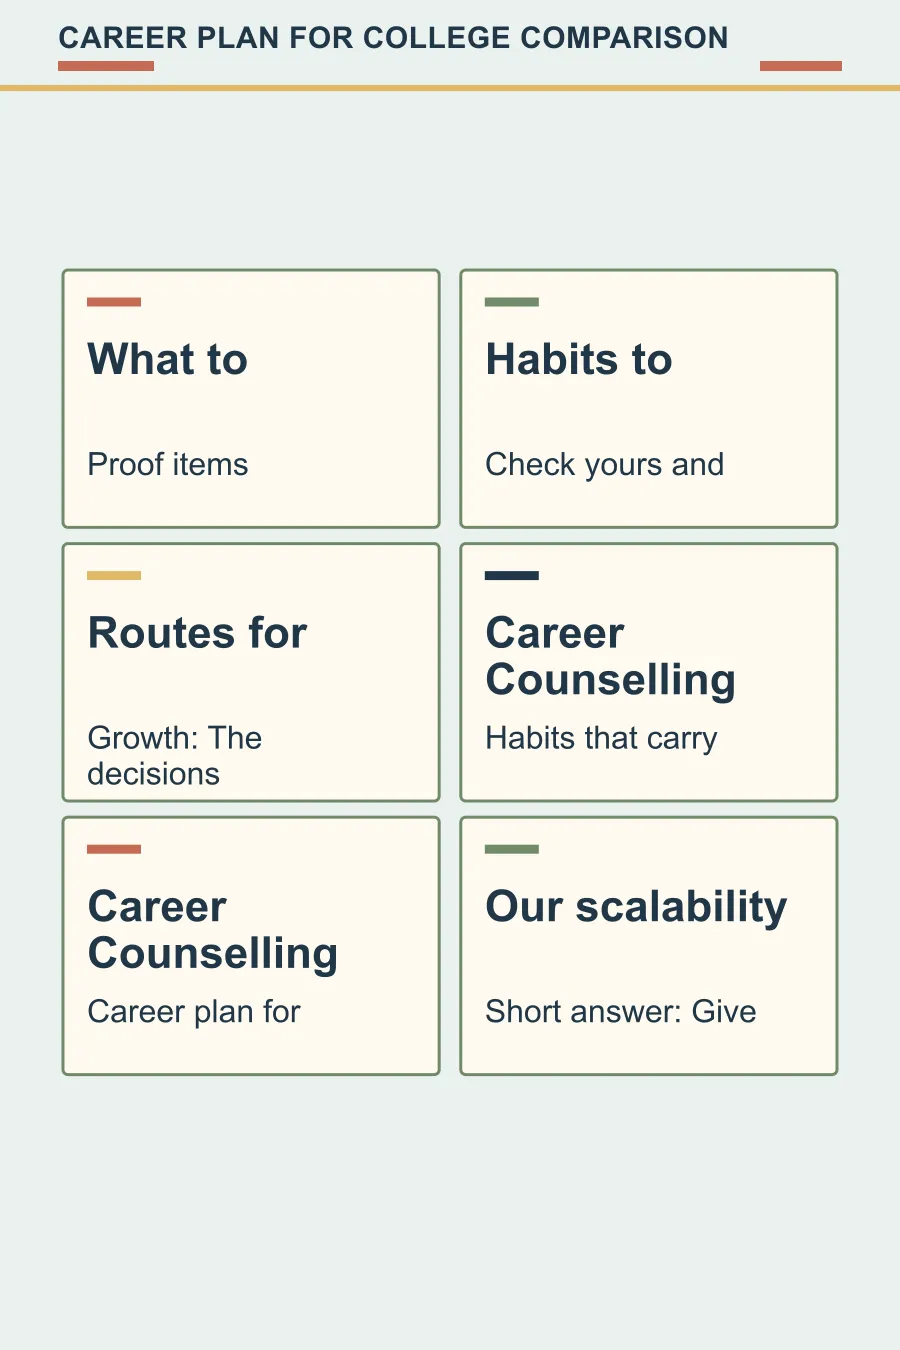 CAREER PLAN FOR COLLEGE COMPARISON
What to
Proof items
Habits to
Check yours and
Routes for
Growth: The
decisions
Career
Counselling
Habits that carry
Career
Counselling
Career plan for
Our scalability
Short answer: Give